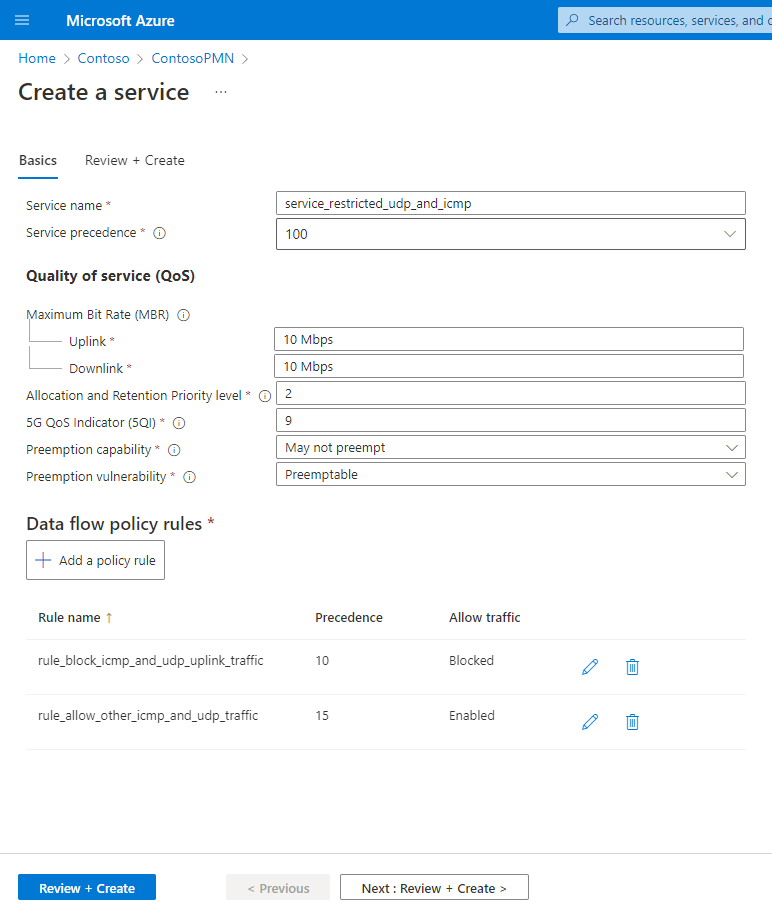 Microsoft Azure
Search resources, services, and
Home > Contoso > ContosoPMN >
Create a service ...
Basics Review + Create
Service name *
service_restricted_udp_and_icmp
Service precedence *
100
Quality of service (QoS)
Maximum Bit Rate (MBR)
Uplink *
10 Mbps
Downlink *
10 Mbps
Allocation and Retention Priority level *
2
5G QoS Indicator (5QI) *
9
Preemption capability *
May not preempt
Preemption vulnerability *
Preemptable
Data flow policy rules *
Add a policy rule
Rule name ↑ Precedence Allow traffic
rule_block_icmp_and_udp_uplink_traffic 10 Blocked
rule_allow_other_icmp_and_udp_traffic 15 Enabled
Review + Create < Previous Next : Review + Create >